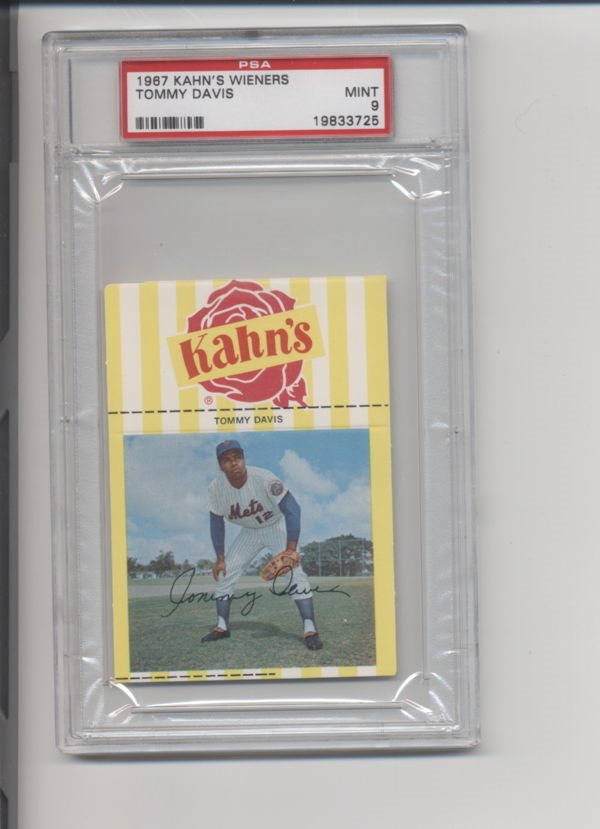 PSA
1967 KAHN'S WIENERS
TOMMY DAVIS
MINT
9
19833725
Kahn's
®
TOMMY DAVIS
Mets
12
Tommy Davis